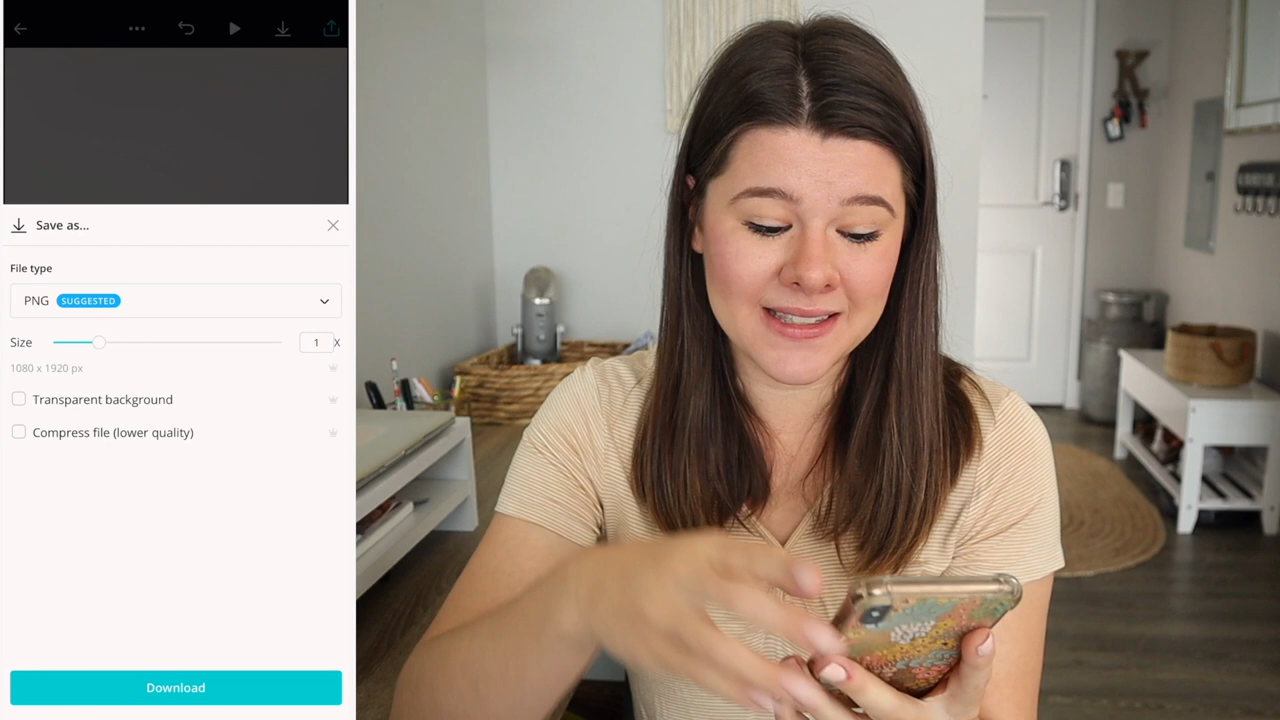 Save as...
File type
PNG SUGGESTED
Size 1 X
1080 x 1920 px
Transparent background
Compress file (lower quality)
Download
K